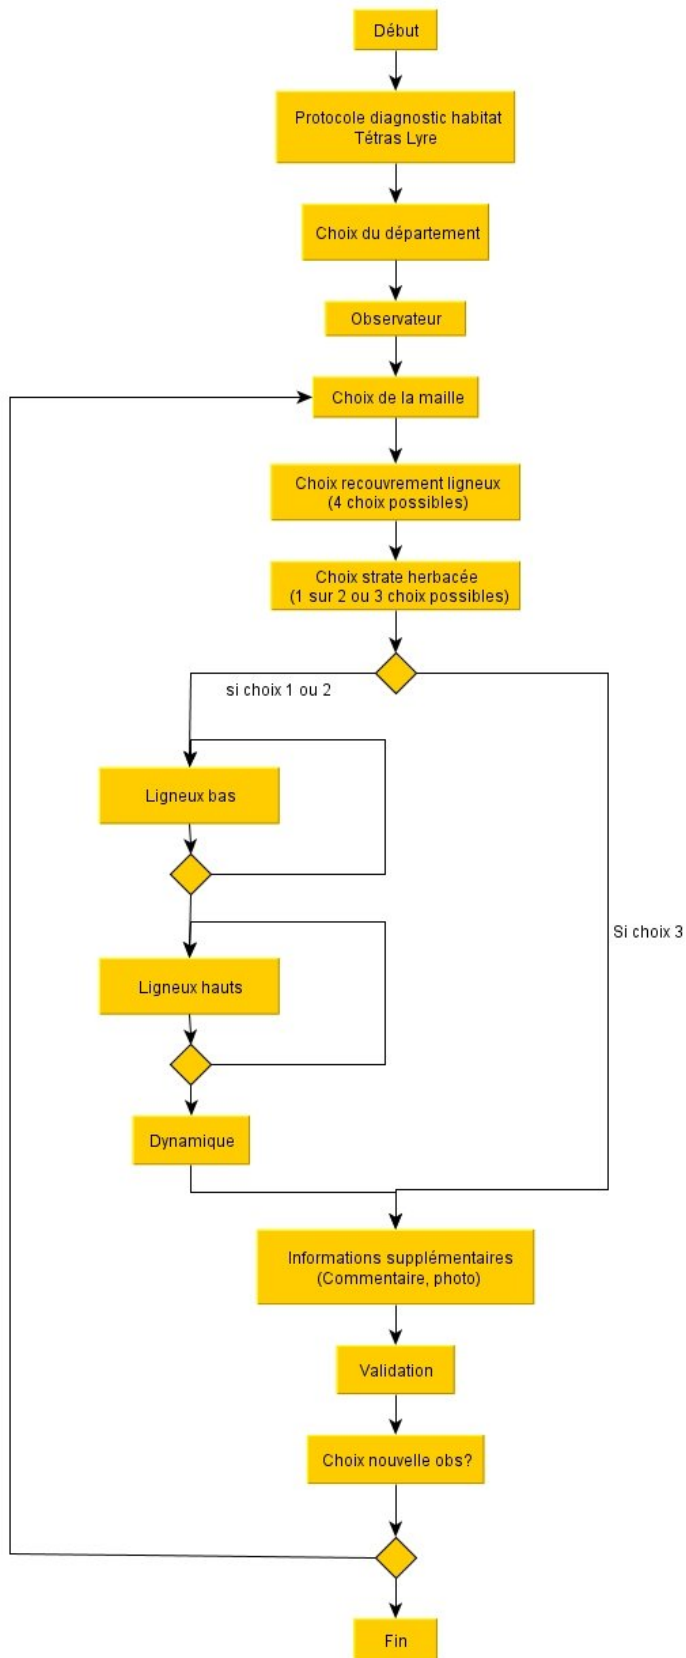 Début
Protocole diagnostic habitat
Tétras Lyre
Choix du département
Observateur
Choix de la maille
Choix recouvrement ligneux
(4 choix possibles)
Choix strate herbacée
(1 sur 2 ou 3 choix possibles)
si choix 1 ou 2
Ligneux bas
Si choix 3
Ligneux hauts
Dynamique
Informations supplémentaires
(Commentaire, photo)
Validation
Choix nouvelle obs?
Fin